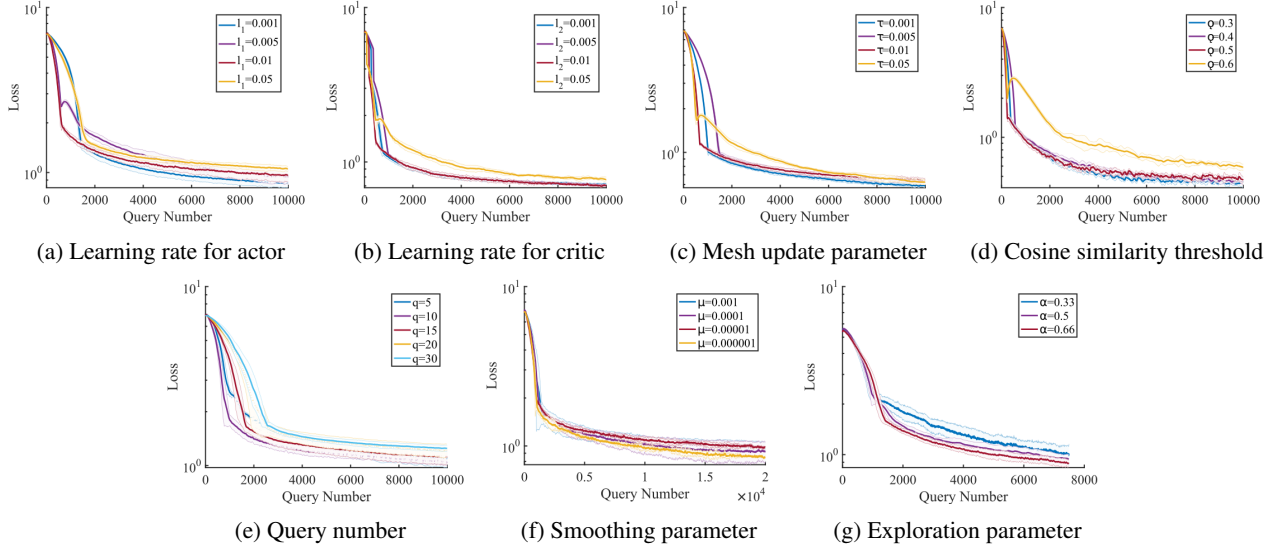 10¹ 10¹ 10¹ 10¹
l₁=0.001 l₂=0.001 τ=0.001 ϱ=0.3
l₁=0.005 l₂=0.005 τ=0.005 ϱ=0.4
l₁=0.01 l₂=0.01 τ=0.01 ϱ=0.5
l₁=0.05 l₂=0.05 τ=0.05 ϱ=0.6
Loss Loss Loss Loss
10⁰ 10⁰ 10⁰ 10⁰
0 2000 4000 6000 8000 10000 0 2000 4000 6000 8000 10000 0 2000 4000 6000 8000 10000 0 2000 4000 6000 8000 10000
Query Number Query Number Query Number Query Number
(a) Learning rate for actor (b) Learning rate for critic (c) Mesh update parameter (d) Cosine similarity threshold
10¹ 10¹ 10¹
q=5 μ=0.001 α=0.33
q=10 μ=0.0001 α=0.5
q=15 μ=0.00001 α=0.66
q=20 μ=0.000001
q=30
Loss Loss Loss
10⁰ 10⁰ 10⁰
0 2000 4000 6000 8000 10000 0 0.5 1 1.5 2 0 2000 4000 6000 8000
Query Number Query Number ×10⁴ Query Number
(e) Query number (f) Smoothing parameter (g) Exploration parameter